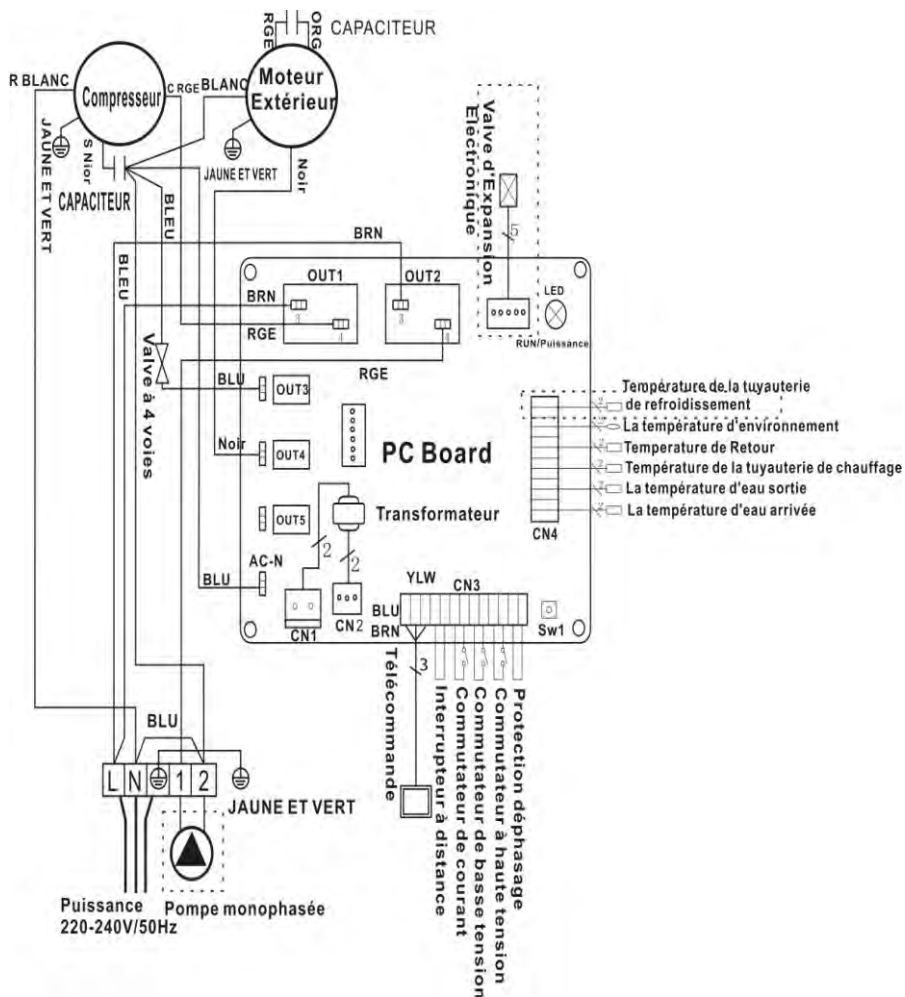 RGE
ORG
CAPACITEUR
R BLANC
Compresseur
C RGE
BLANC
Moteur
Extérieur
JAUNE ET VERT
S Nior
CAPACITEUR
JAUNE ET VERT
Noir
BLEU
BLEU
Valve d'Expansion
Electronique
5
BRN
OUT1
OUT2
LED
BRN
3
3
RGE
4
4
RUN/Puissance
RGE
Valve à 4 voies
BLU
OUT3
Noir
OUT4
PC Board
OUT5
Transformateur
2
2
AC-N
BLU
CN1
CN2
YLW
CN3
BLU
BRN
CN4
Sw1
Température de la tuyauterie
de refroidissement
La température d'environnement
Temperature de Retour
Température de la tuyauterie de chauffage
La température d'eau sortie
La température d'eau arrivée
3
Télécommande
Interrupteur à distance
Commutateur de courant
Commutateur de basse tension
Commutateur à haute tension
Protection déphasage
BLU
L
N
1
2
JAUNE ET VERT
Puissance
220-240V/50Hz
Pompe monophasée